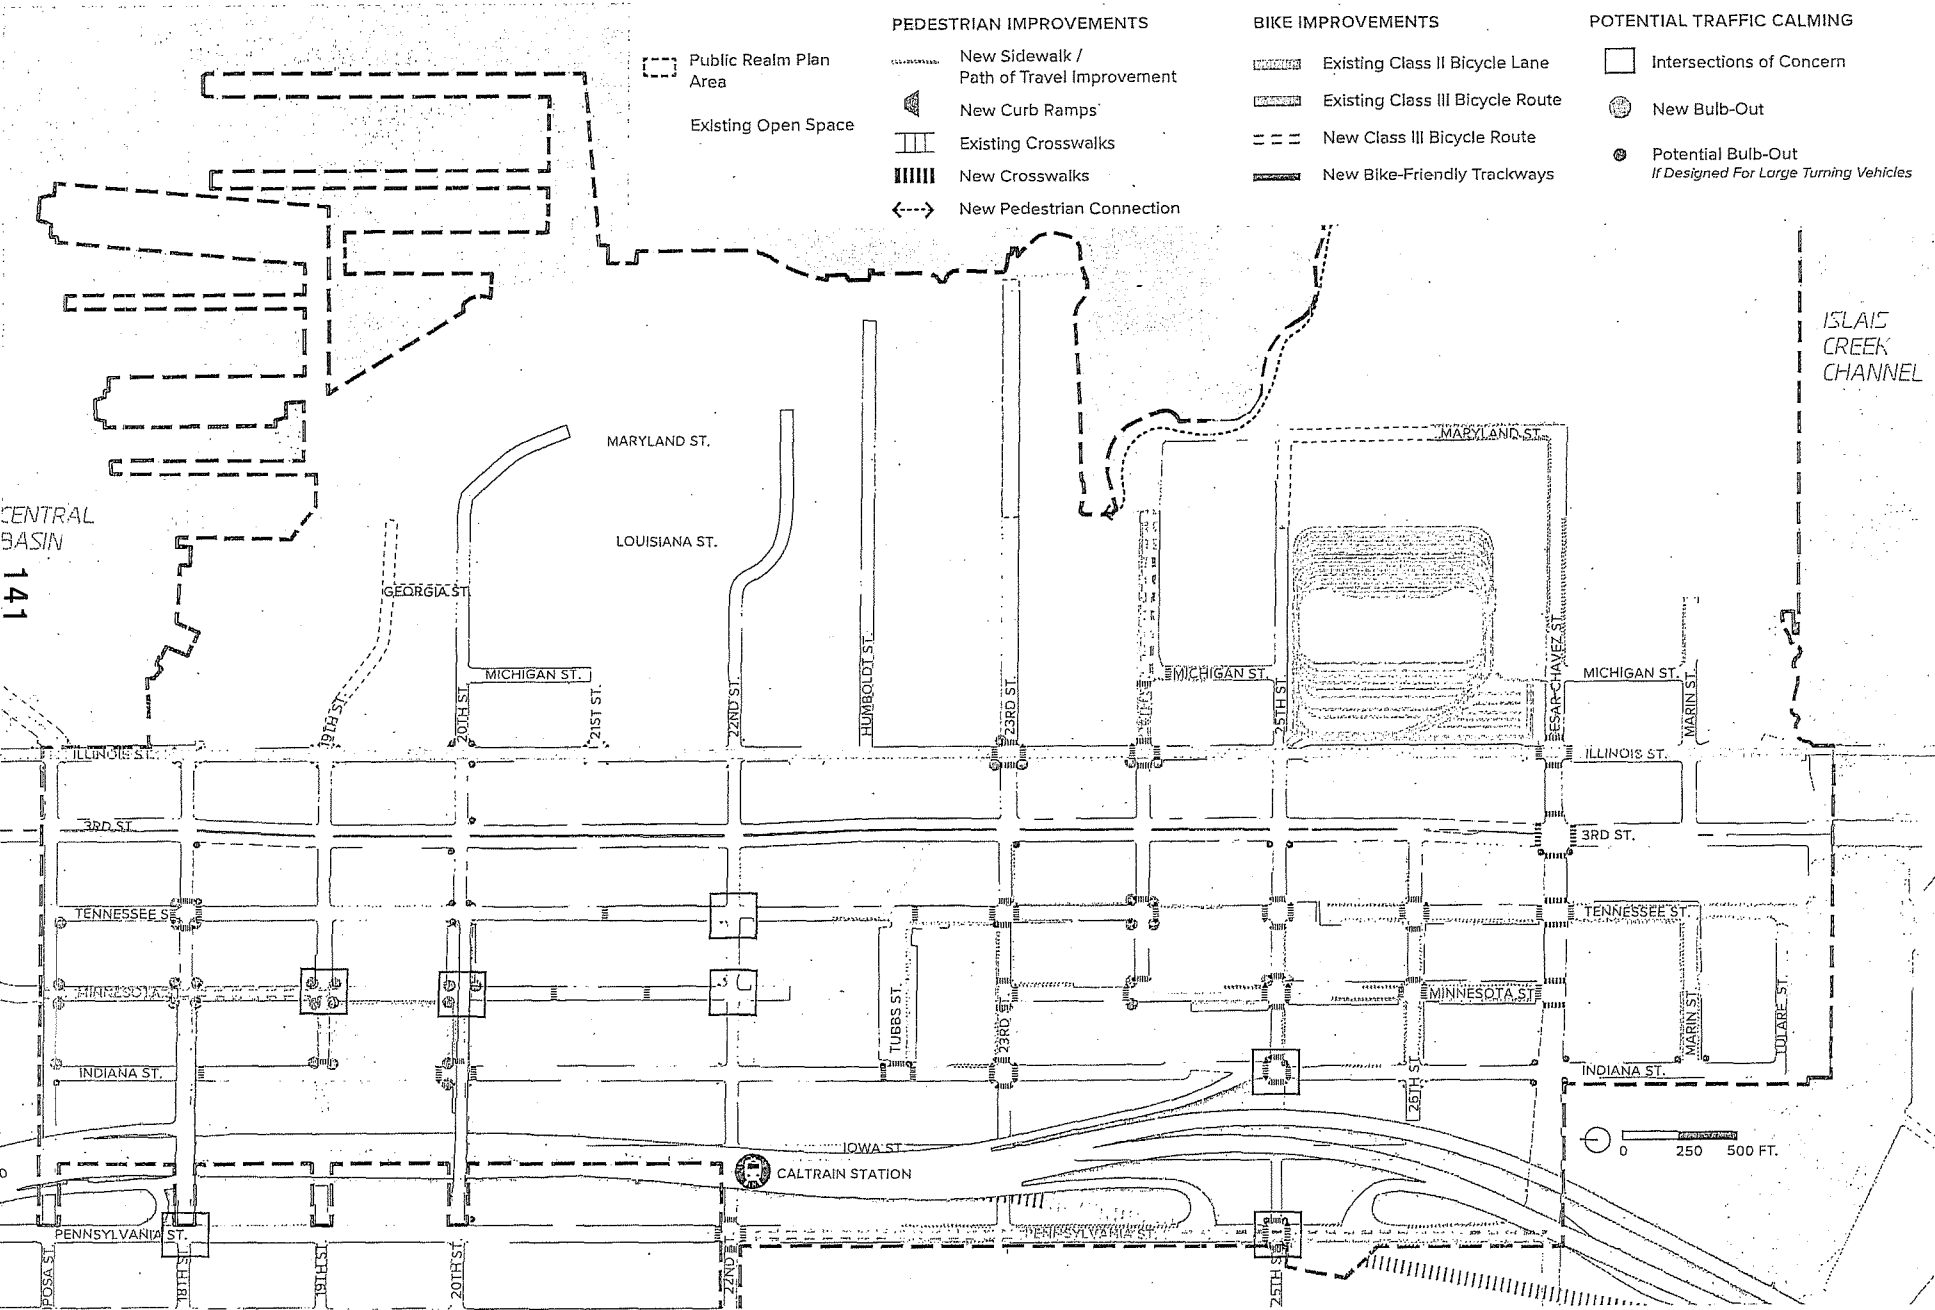 PEDESTRIAN IMPROVEMENTS
BIKE IMPROVEMENTS
POTENTIAL TRAFFIC CALMING
Public Realm Plan
Area
Existing Open Space
New Sidewalk /
Path of Travel Improvement
New Curb Ramps
Existing Crosswalks
New Crosswalks
New Pedestrian Connection
Existing Class II Bicycle Lane
Existing Class III Bicycle Route
New Class III Bicycle Route
New Bike-Friendly Trackways
Intersections of Concern
New Bulb-Out
Potential Bulb-Out
If Designed For Large Turning Vehicles
ISLAIS
CREEK
CHANNEL
CENTRAL
BASIN
141
MARYLAND ST.
MARYLAND ST.
LOUISIANA ST.
GEORGIA ST.
MICHIGAN ST.
MICHIGAN ST.
MICHIGAN ST.
19TH ST.
20TH ST.
21ST ST.
22ND ST.
HUMBOLDT ST.
23RD ST.
25TH ST.
CESAR CHAVEZ ST.
MARIN ST.
ILLINOIS ST.
ILLINOIS ST.
3RD ST.
3RD ST.
TENNESSEE S
TENNESSEE ST.
MINNESOTA
MINNESOTA ST
TUBBS ST.
23RD ST
MARIN ST.
TULARE ST.
INDIANA ST.
INDIANA ST.
26TH ST
IOWA ST
CALTRAIN STATION
0 250 500 FT.
PENNSYLVANIA ST.
PENNSYLVANIA ST.
POSA ST.
18TH ST
19TH ST.
20TH ST.
22ND
25TH ST